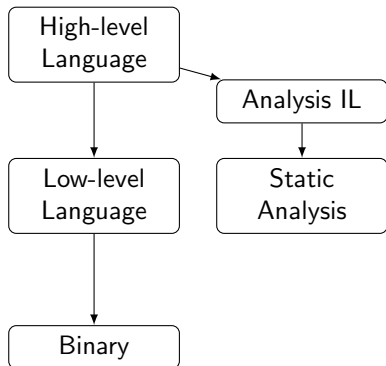 High-level
Language
Analysis IL
Low-level
Language
Static
Analysis
Binary